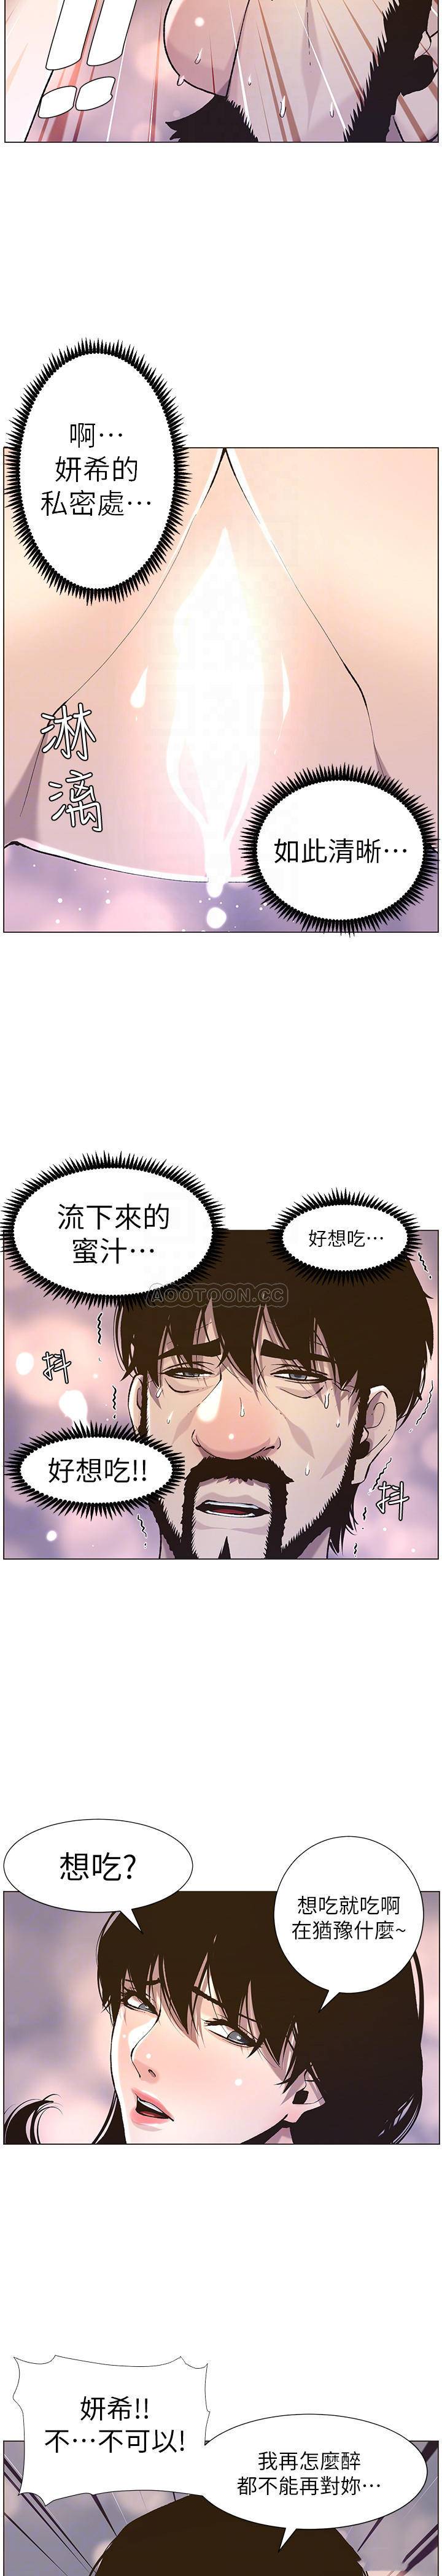 啊⋯
妍希的
私密處⋯
淋漓
如此清晰⋯
流下來的
蜜汁⋯
好想吃⋯
AOOTOON.CC
抖
好想吃!!
抖
想吃?
想吃就吃啊
在猶豫什麼~
妍希!!
不⋯不可以!
我再怎麼醉
都不能再對妳⋯